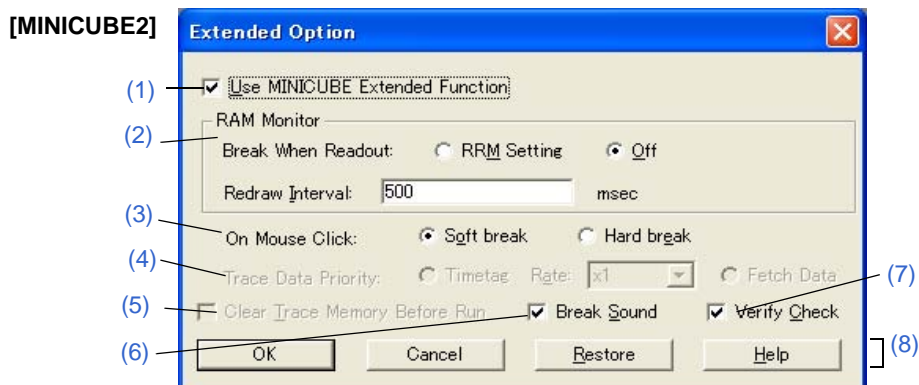 [MINICUBE2]
Extended Option
(1) Use MINICUBE Extended Function
RAM Monitor
(2) Break When Readout: RRM Setting Off
Redraw Interval: 500 msec
(3) On Mouse Click: Soft break Hard break
(4) Trace Data Priority: Timetag Rate: x1 Fetch Data
(5) Clear Trace Memory Before Run Break Sound Verify Check (7)
(6) OK Cancel Restore Help (8)